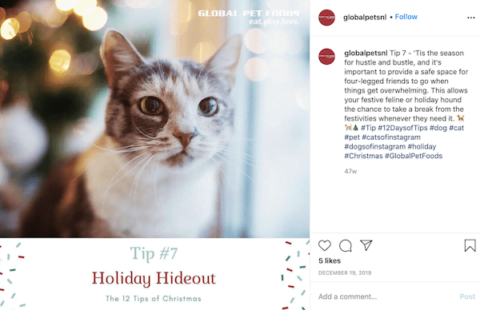 GLOBAL PET FOODS
eat.play.love.
Tip #7
Holiday Hideout
The 12 Tips of Christmas
globalpetsnl • Follow
globalpetsnl Tip 7 - 'Tis the season
for hustle and bustle, and it's
important to provide a safe space for
four-legged friends to go when
things get overwhelming. This allows
your festive feline or holiday hound
the chance to take a break from the
festivities whenever they need it. 🐕
🐈🎄 #Tip #12DaysofTips #dog #cat
#pet #catsofinstagram
#dogsofinstagram #holiday
#Christmas #GlobalPetFoods
47w
5 likes
DECEMBER 19, 2019
Add a comment...
Post